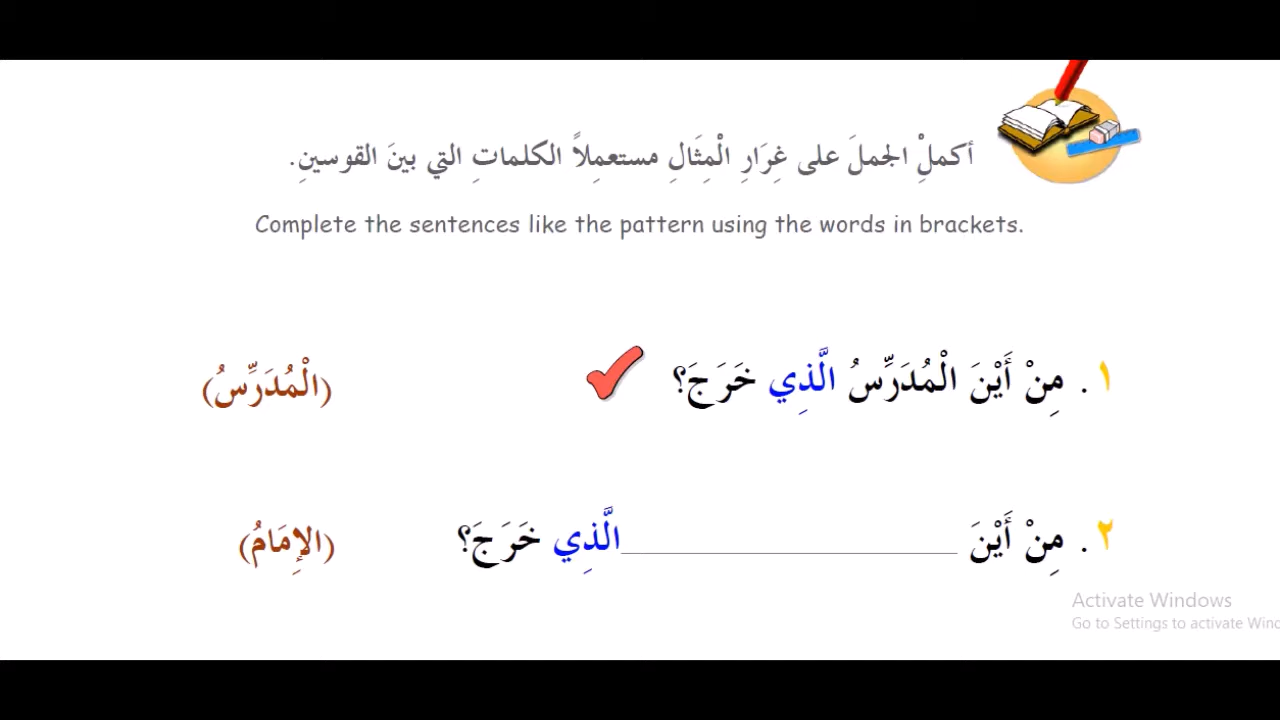 أكملْ الجملَ على غِرَارِ الْمِثَالِ مستعمِلاً الكلماتِ التي بينَ القوسينِ.
Complete the sentences like the pattern using the words in brackets.
١. مِنْ أَيْنَ الْمُدَرِّسُ الَّذِي خَرَجَ؟ (الْمُدَرِّسُ)
٢. مِنْ أَيْنَ ______________ الَّذِي خَرَجَ؟ (الإِمَامُ)
Activate Windows
Go to Settings to activate Winc